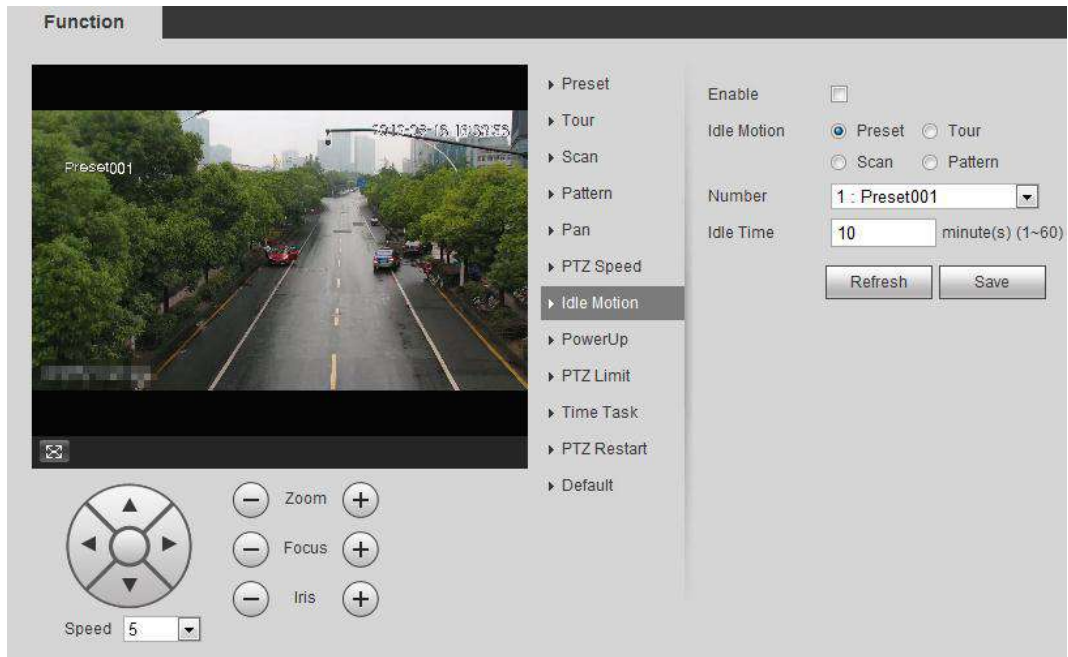 Function
Preset001
Preset
Tour
Scan
Pattern
Pan
PTZ Speed
Idle Motion
PowerUp
PTZ Limit
Time Task
PTZ Restart
Default
Enable
Idle Motion Preset Tour
Scan Pattern
Number 1 : Preset001
Idle Time 10 minute(s) (1~60)
Refresh Save
Zoom
Focus
Iris
Speed 5